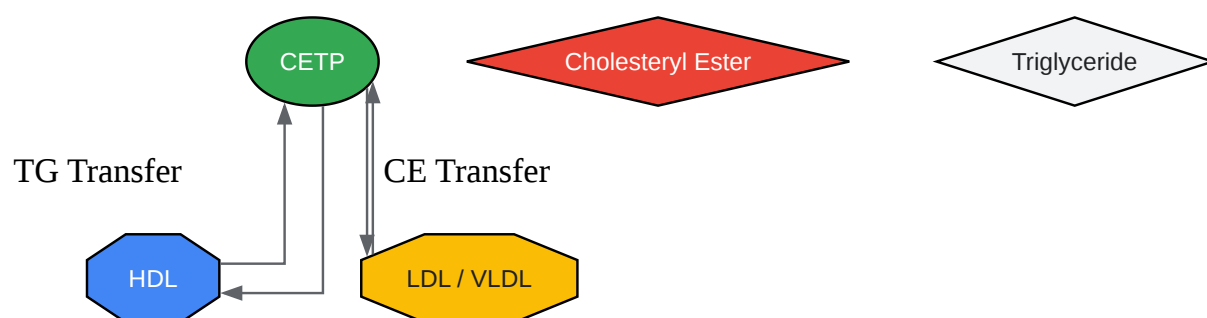 CETP
Cholesteryl Ester
Triglyceride
TG Transfer
CE Transfer
HDL
LDL / VLDL